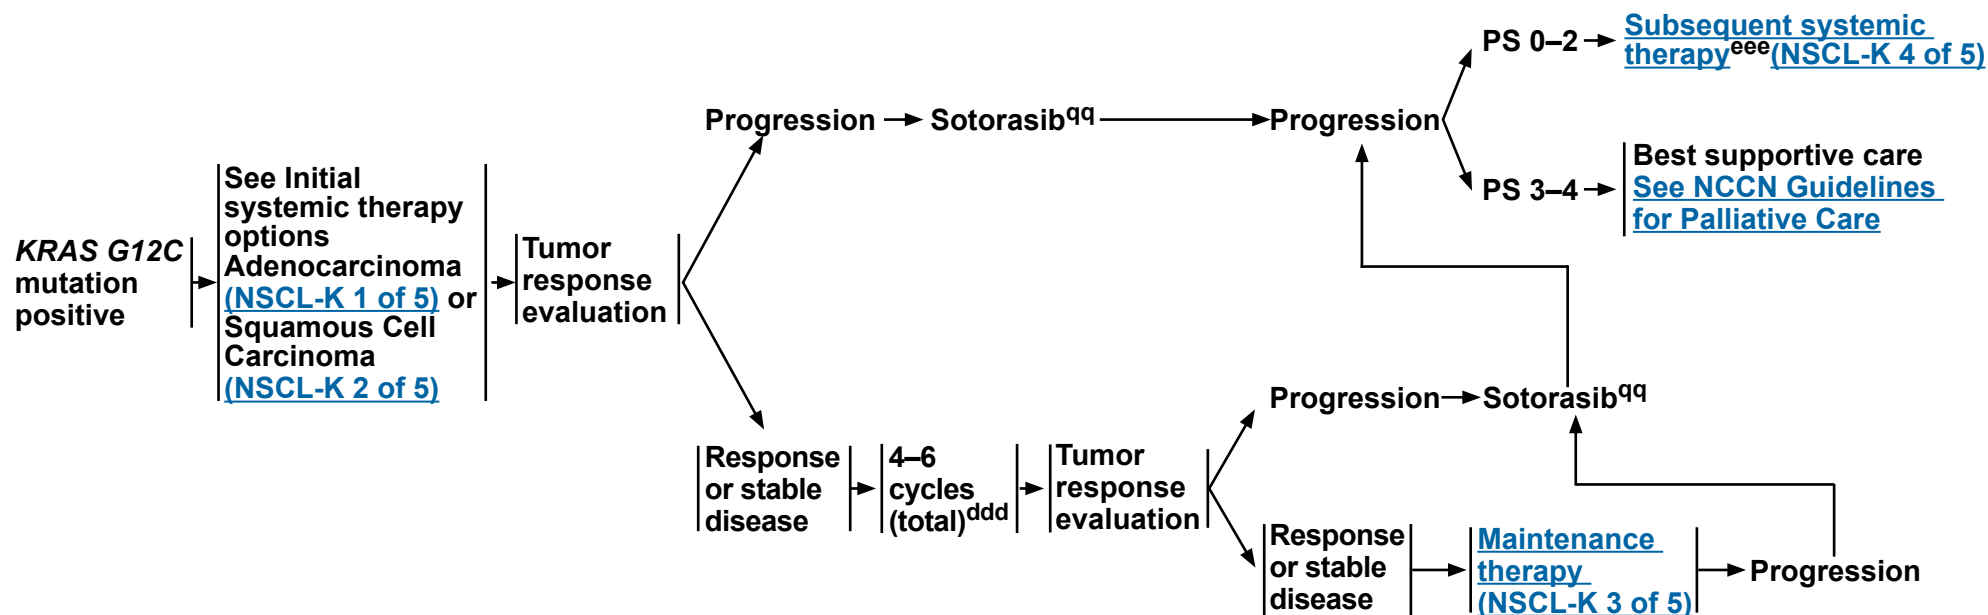 KRAS G12C
mutation
positive
See Initial
systemic therapy
options
Adenocarcinoma
(NSCL-K 1 of 5) or
Squamous Cell
Carcinoma
(NSCL-K 2 of 5)
Tumor
response
evaluation
Progression
Sotorasibqq
Progression
PS 0–2
Subsequent systemic
therapyeee(NSCL-K 4 of 5)
PS 3–4
Best supportive care
See NCCN Guidelines
for Palliative Care
Response
or stable
disease
4–6
cycles
(total)ddd
Tumor
response
evaluation
Progression
Sotorasibqq
Response
or stable
disease
Maintenance
therapy
(NSCL-K 3 of 5)
Progression